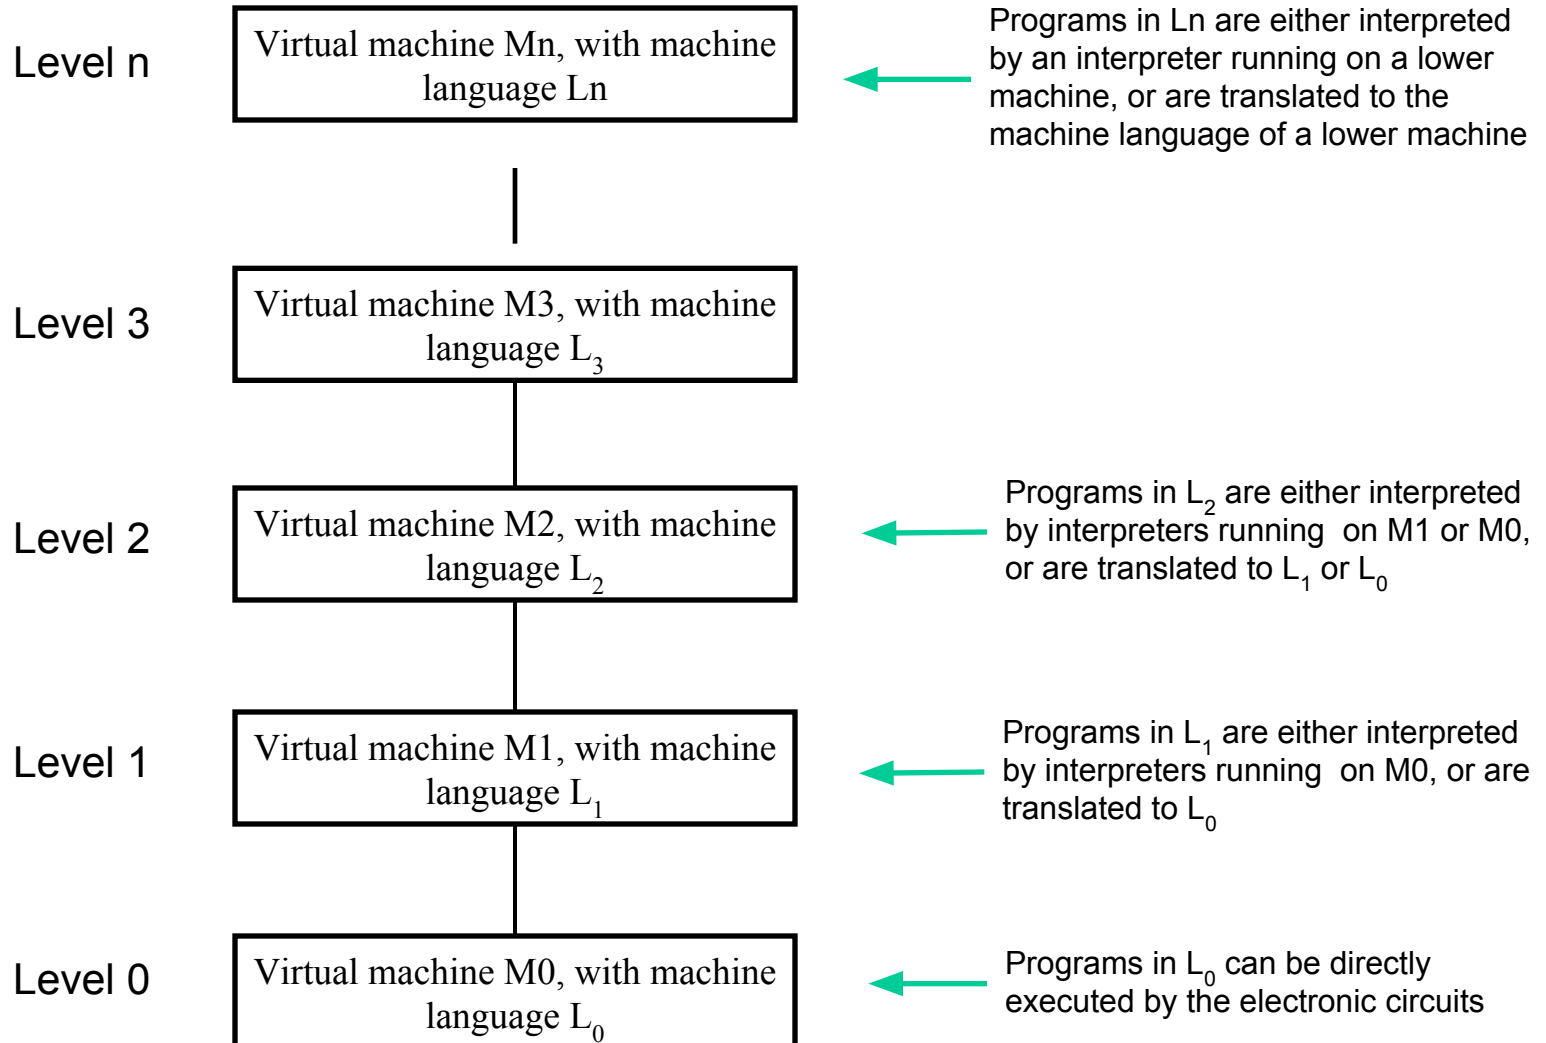 Level n
Virtual machine Mn, with machine
language Ln
Programs in Ln are either interpreted
by an interpreter running on a lower
machine, or are translated to the
machine language of a lower machine
Level 3
Virtual machine M3, with machine
language L₃
Level 2
Virtual machine M2, with machine
language L₂
Programs in L₂ are either interpreted
by interpreters running on M1 or M0,
or are translated to L₁ or L₀
Level 1
Virtual machine M1, with machine
language L₁
Programs in L₁ are either interpreted
by interpreters running on M0, or are
translated to L₀
Level 0
Virtual machine M0, with machine
language L₀
Programs in L₀ can be directly
executed by the electronic circuits